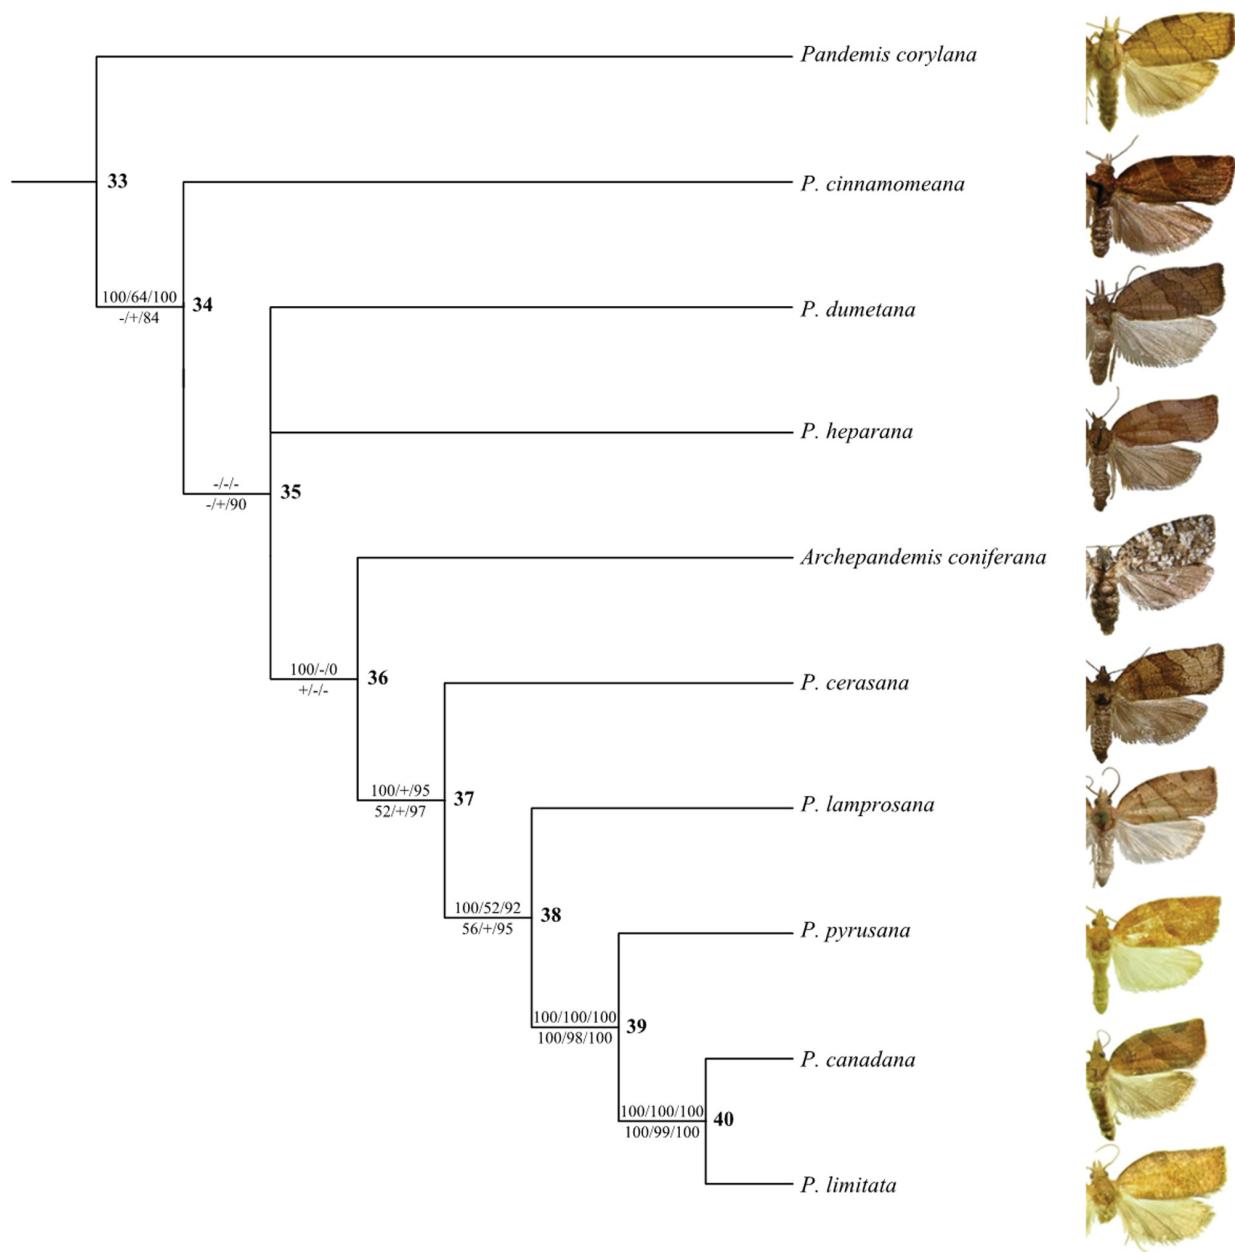 Pandemis corylana
33
P. cinnamomeana
100/64/100
34
-/+/84
P. dumetana
P. heparana
-/-/-
35
-/+/90
Archepandemis coniferana
100/-/0
36
+/-/-
P. cerasana
100/+/95
37
52/+/97
P. lamprosana
100/52/92
38
56/+/95
P. pyrusana
100/100/100
39
100/98/100
P. canadana
100/100/100
40
100/99/100
P. limitata